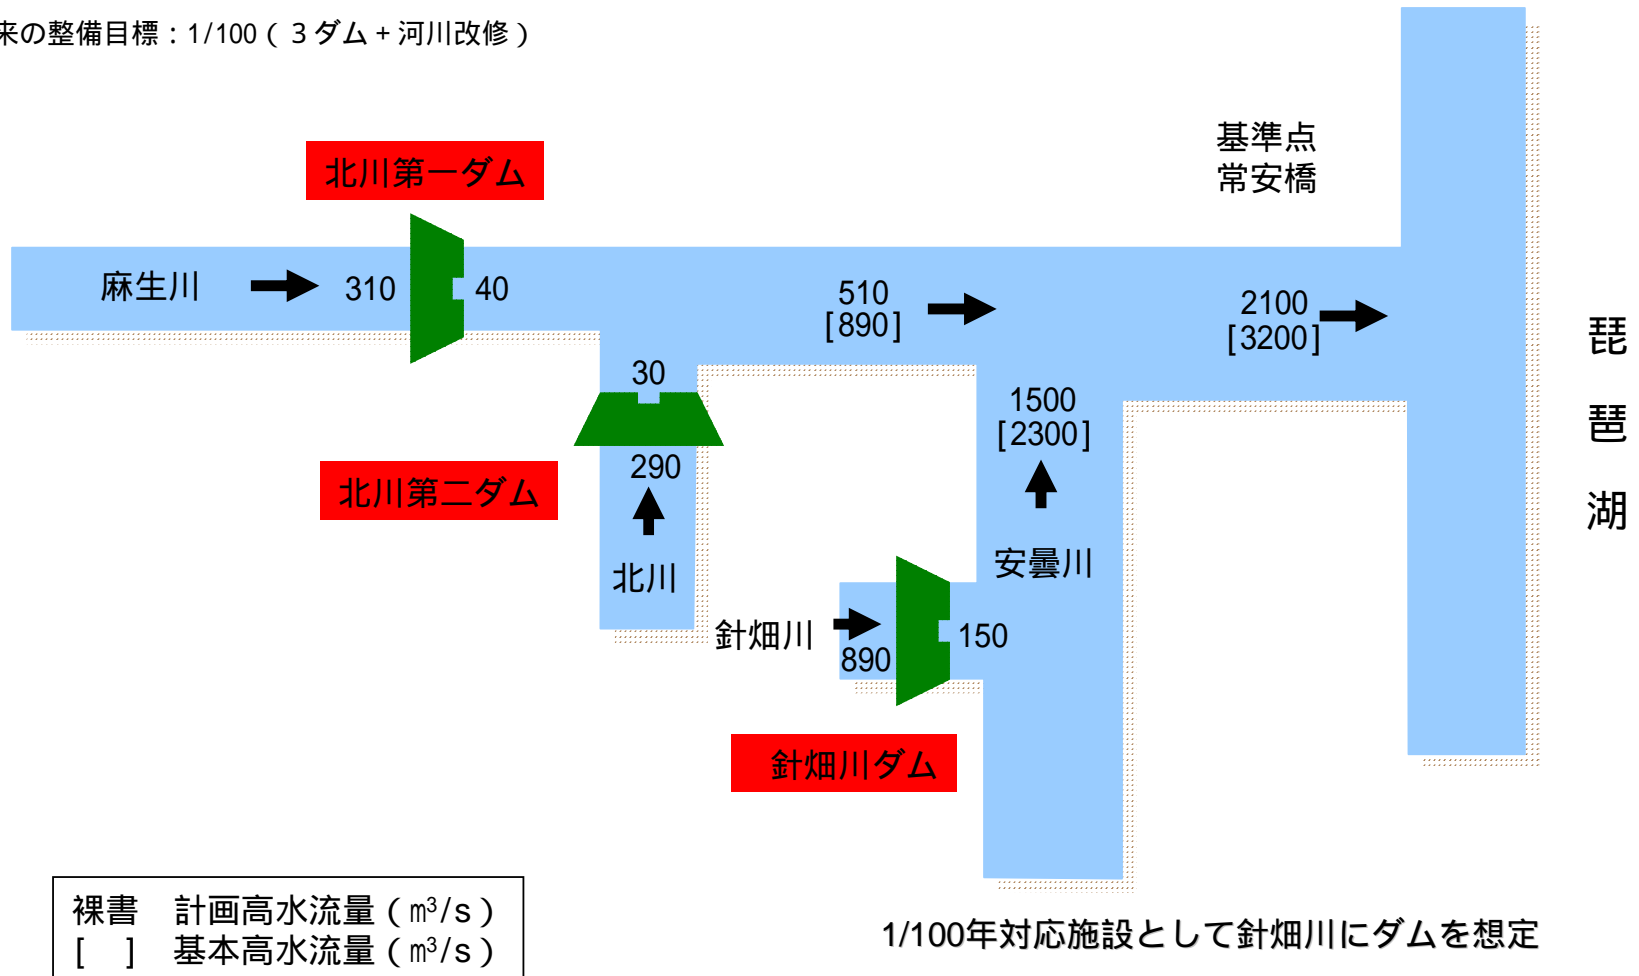 来の整備目標：1/100（３ダム+河川改修）
基準点
常安橋
北川第一ダム
麻生川
310
40
510
[890]
2100
[3200]
琵
琶
湖
30
290
北川第二ダム
北川
1500
[2300]
安曇川
針畑川
890
150
針畑川ダム
裸書　計画高水流量（㎥/s）
[　]　基本高水流量（㎥/s）
1/100年対応施設として針畑川にダムを想定